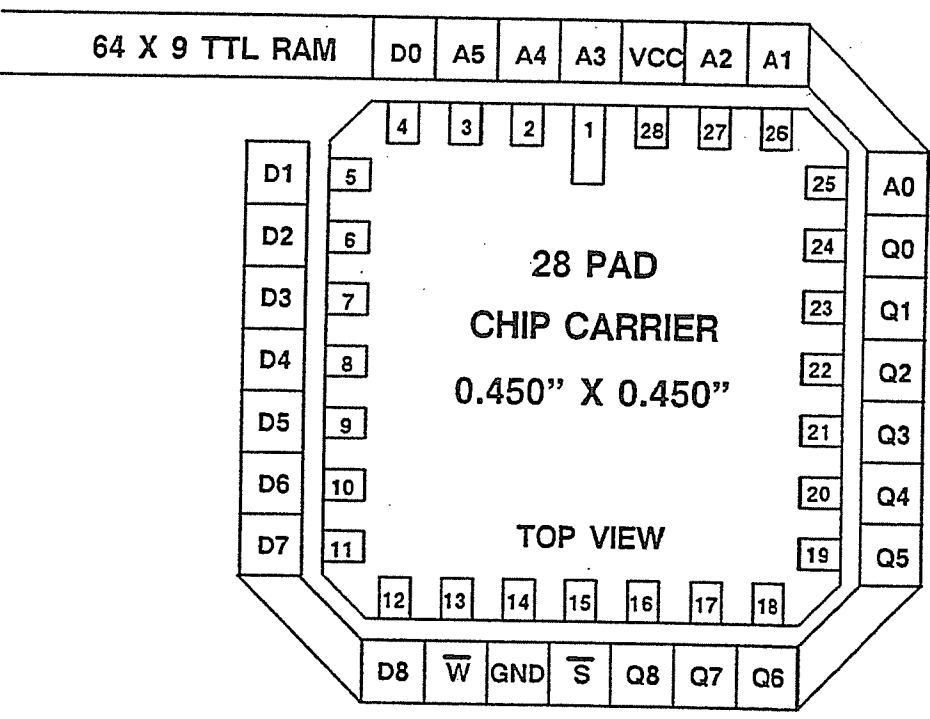 64 X 9 TTL RAM D0 A5 A4 A3 VCC A2 A1
4 3 2 1 28 27 26
D1 5 25 A0
D2 6 24 Q0
28 PAD
D3 7 23 Q1
CHIP CARRIER
D4 8 22 Q2
0.450" X 0.450"
D5 9 21 Q3
D6 10 20 Q4
TOP VIEW
D7 11 19 Q5
12 13 14 15 16 17 18
D8 W̅ GND S̅ Q8 Q7 Q6